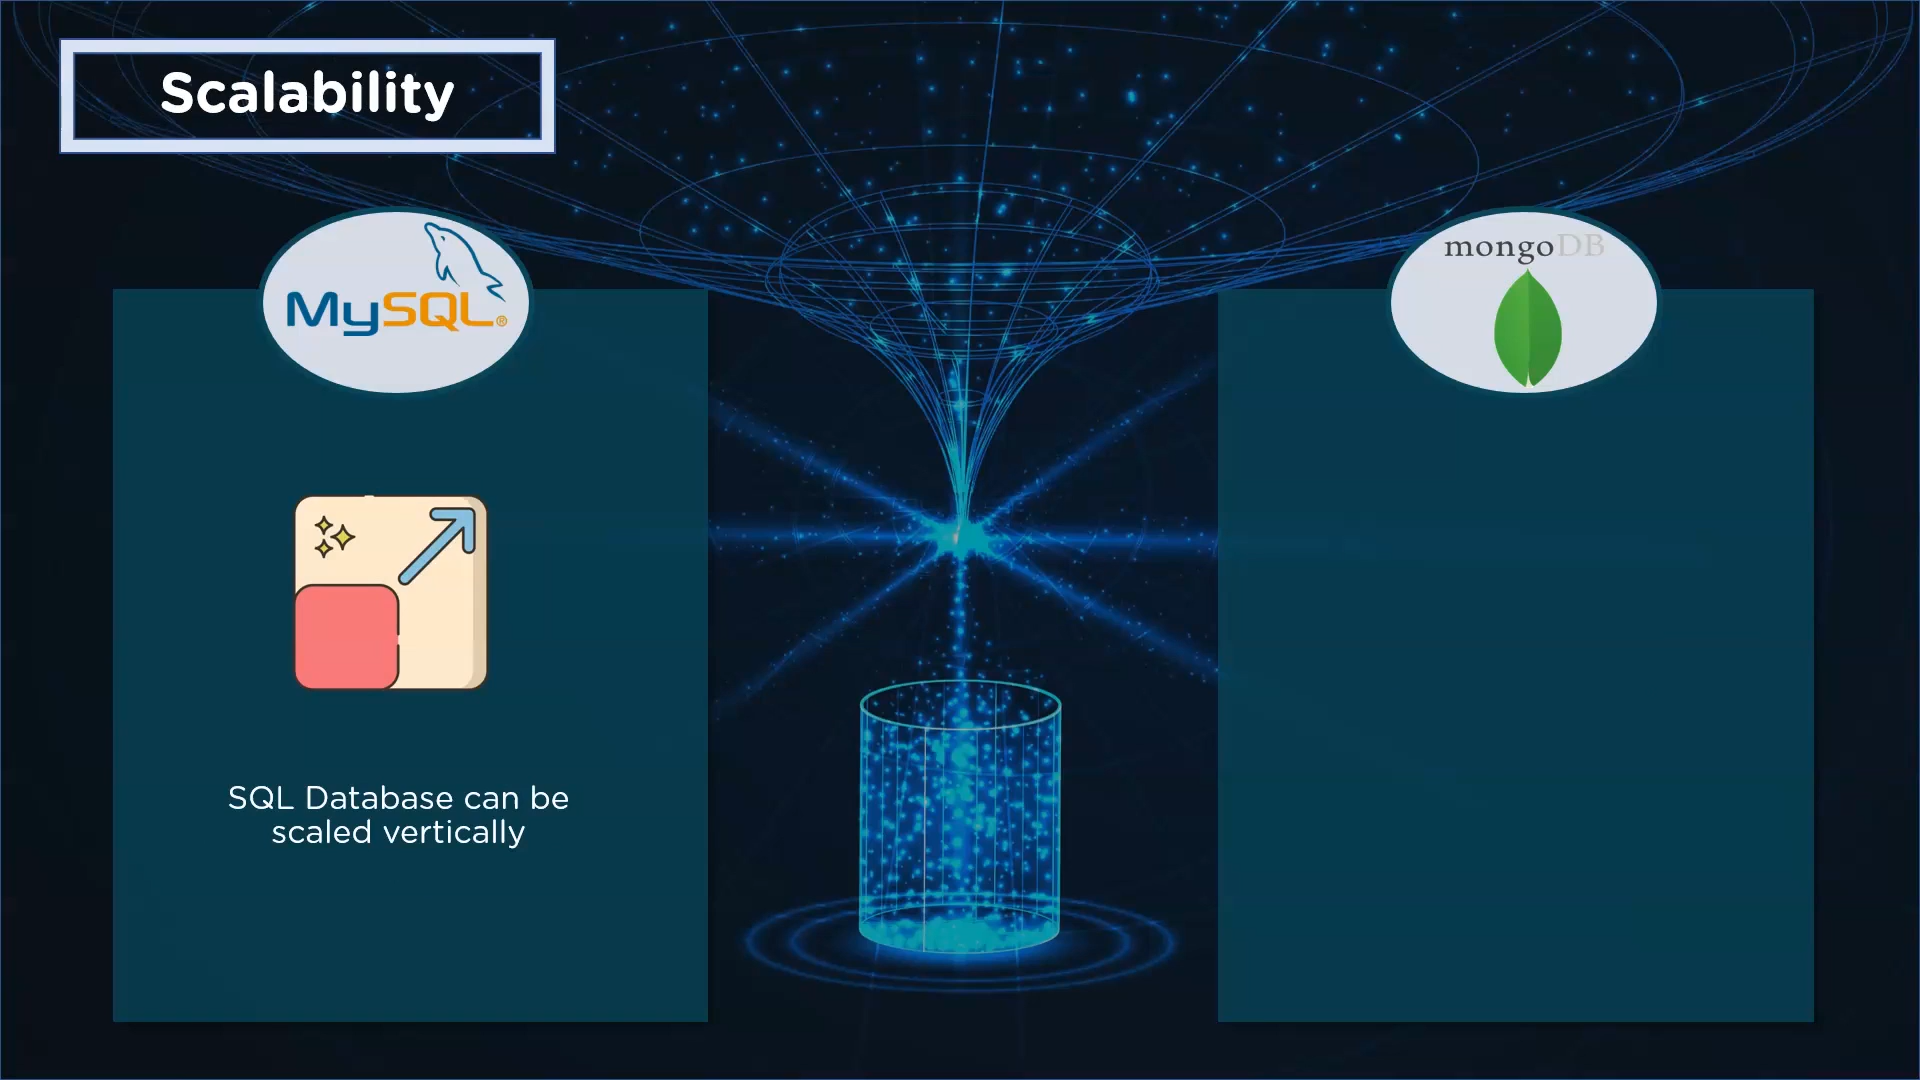 Scalability
MySQL®
mongoDB
SQL Database can be
scaled vertically